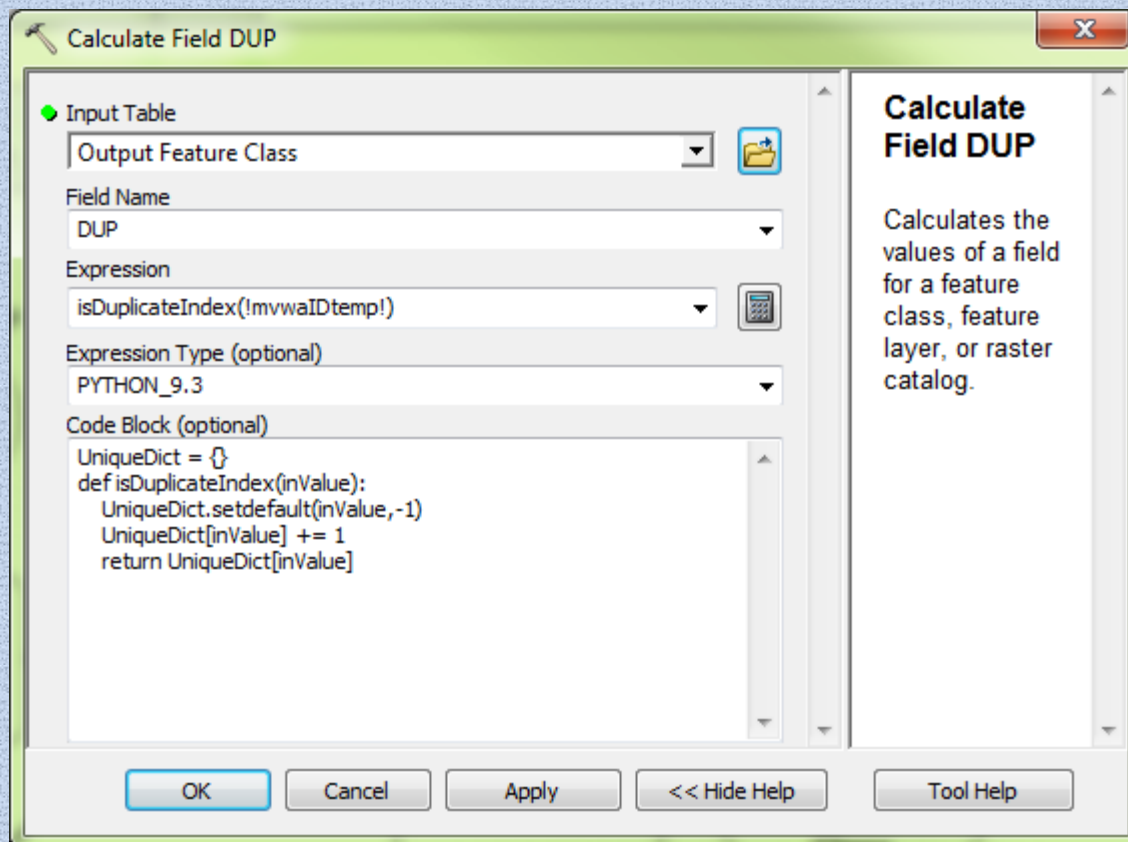 Calculate Field DUP
Input Table
Output Feature Class
Field Name
DUP
Expression
isDuplicateIndex(!mvwaIDtemp!)
Expression Type (optional)
PYTHON_9.3
Code Block (optional)
UniqueDict = {}
def isDuplicateIndex(inValue):
    UniqueDict.setdefault(inValue,-1)
    UniqueDict[inValue] += 1
    return UniqueDict[inValue]
Calculate
Field DUP
Calculates the
values of a field
for a feature
class, feature
layer, or raster
catalog.
OK
Cancel
Apply
<< Hide Help
Tool Help